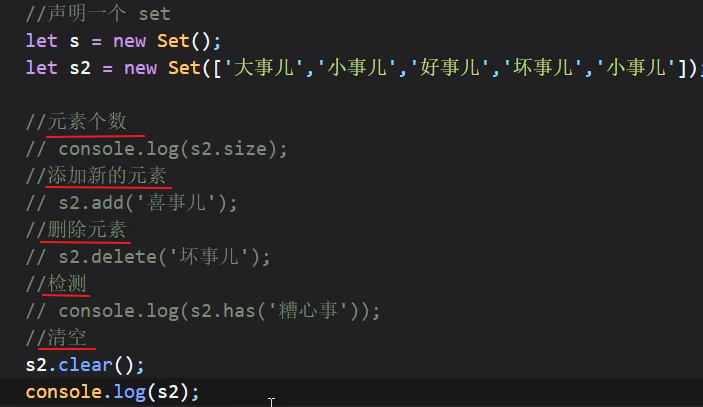 //声明一个 set
let s = new Set();
let s2 = new Set(['大事儿','小事儿','好事儿','坏事儿','小事儿']);
//元素个数
// console.log(s2.size);
//添加新的元素
// s2.add('喜事儿');
//删除元素
// s2.delete('坏事儿');
//检测
// console.log(s2.has('糟心事'));
//清空
s2.clear();
console.log(s2);